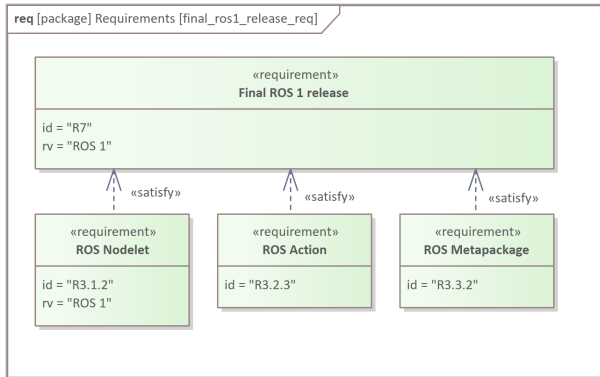 req [package] Requirements [final_ros1_release_req]
«requirement»
Final ROS 1 release
id = "R7"
rv = "ROS 1"
«satisfy»
«satisfy»
«satisfy»
«requirement»
ROS Nodelet
id = "R3.1.2"
rv = "ROS 1"
«requirement»
ROS Action
id = "R3.2.3"
«requirement»
ROS Metapackage
id = "R3.3.2"